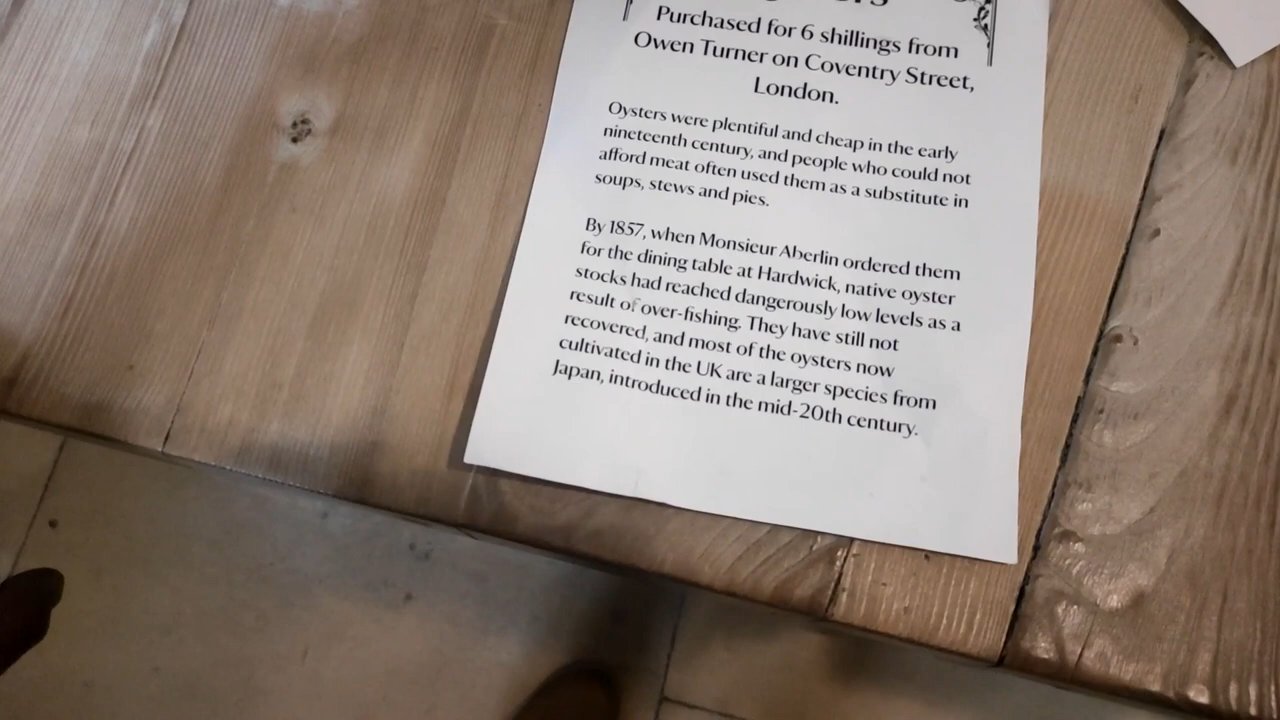 Purchased for 6 shillings from
Owen Turner on Coventry Street,
London.
Oysters were plentiful and cheap in the early
nineteenth century, and people who could not
afford meat often used them as a substitute in
soups, stews and pies.
By 1857, when Monsieur Aberlin ordered them
for the dining table at Hardwick, native oyster
stocks had reached dangerously low levels as a
result of over-fishing. They have still not
recovered, and most of the oysters now
cultivated in the UK are a larger species from
Japan, introduced in the mid-20th century.